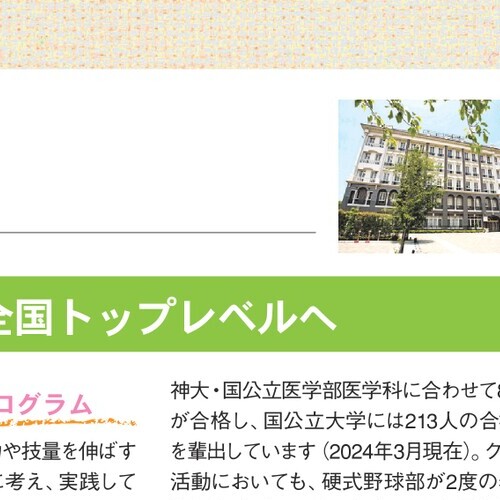 全国トップレベルへ
ログラム
や技量を伸ばす
に考え、実践して
神大・国公立医学部医学科に合わせて8
が合格し、国公立大学には213人の合
を輩出しています（2024年3月現在）。ク
活動においても、硬式野球部が2度の